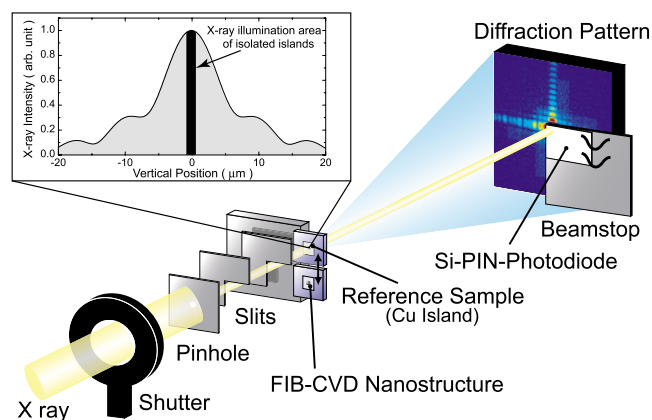 X-ray illumination area
of isolated islands
X-ray Intensity ( arb. unit )
1.0
0.8
0.6
0.4
0.2
0.0
-20
-10
0
10
20
Vertical Position ( μm )
Diffraction Pattern
Beamstop
Si-PIN-Photodiode
Reference Sample
(Cu Island)
Slits
FIB-CVD Nanostructure
Pinhole
Shutter
X ray